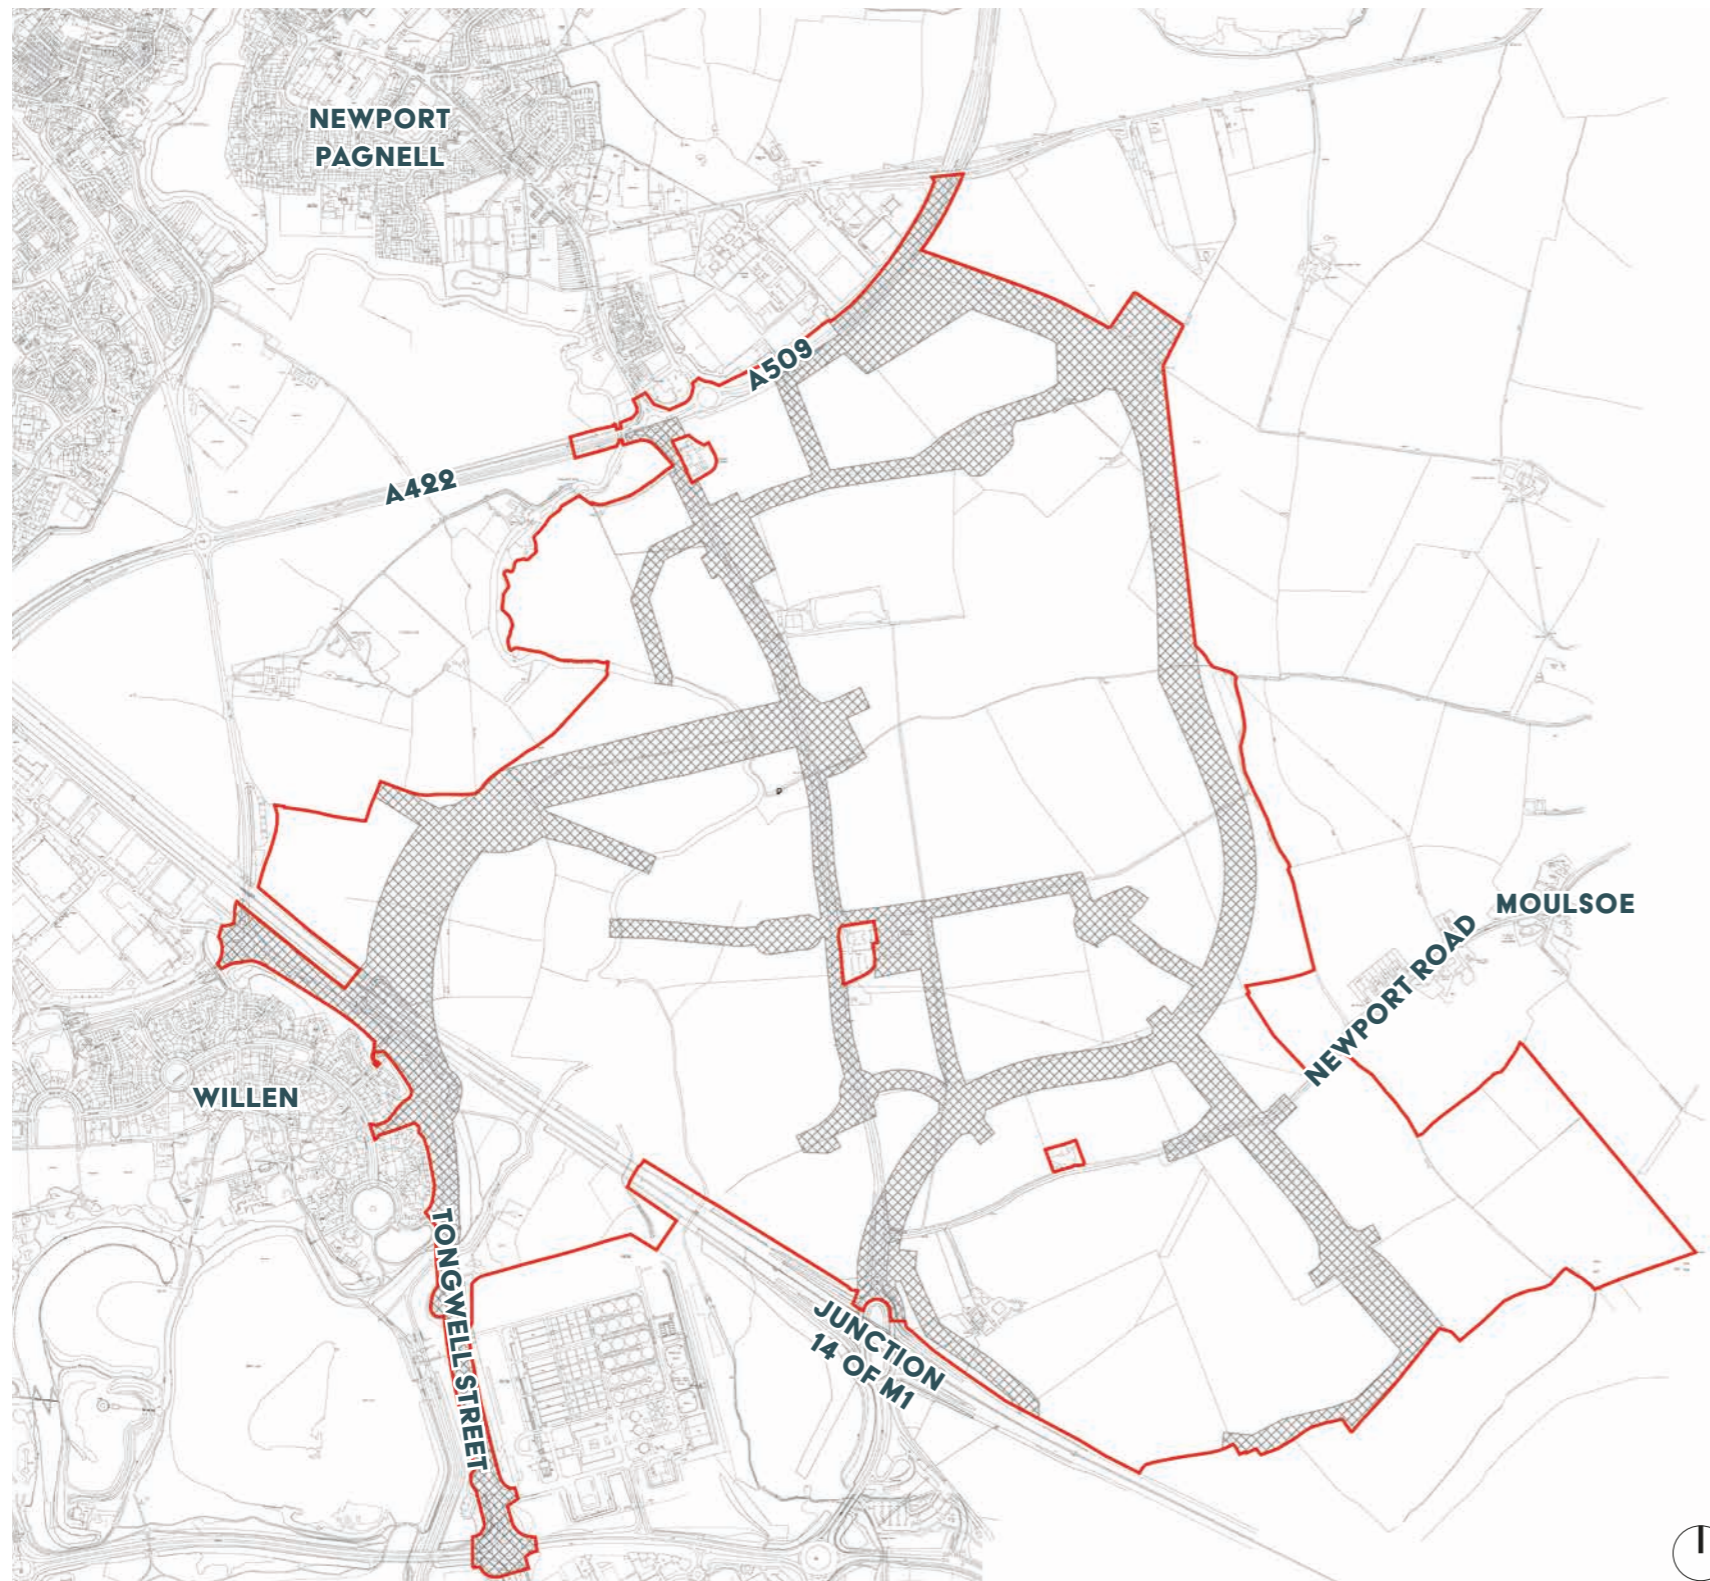 NEWPORT
PAGNELL
A509
A422
MOULSOE
NEWPORT ROAD
WILLEN
TONGWELL STREET
JUNCTION
14 OF M1